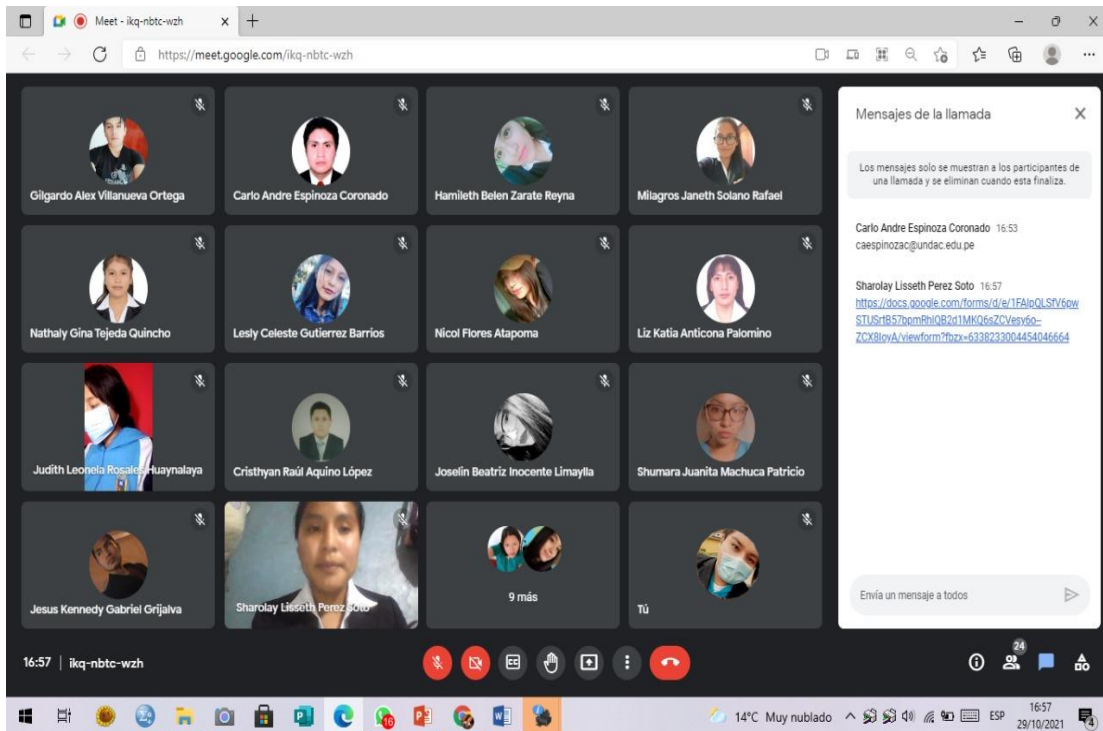 Meet - ikq-nbtc-wzh
https://meet.google.com/ikq-nbtc-wzh
Gilgardo Alex Villanueva Ortega
Carlo Andre Espinoza Coronado
Hamileth Belen Zarate Reyna
Milagros Janeth Solano Rafael
Nathaly Gina Tejeda Quincho
Lesly Celeste Gutierrez Barrios
Nicol Flores Atapoma
Liz Katia Anticona Palomino
Judith Leonela Rosales Huaynalaya
Cristhyan Raúl Aquino López
Joselin Beatriz Inocente Limaylla
Shumara Juanita Machuca Patricio
Jesus Kennedy Gabriel Grijalva
Sharolay Lisseth Perez Soto
9 más
Tú
Mensajes de la llamada
Los mensajes solo se muestran a los participantes de
una llamada y se eliminan cuando esta finaliza.
Carlo Andre Espinoza Coronado 16:53
caespinozac@undac.edu.pe
Sharolay Lisseth Perez Soto 16:57
https://docs.google.com/forms/d/e/1FAIpQLSfV6pw
STUSrtB57bpmRhIQB2d1MKQ6sZCVesy6o–
ZCX8IoyA/viewform?fbzx=6338233004454046664
Envía un mensaje a todos
16:57 | ikq-nbtc-wzh
24
16
14°C Muy nublado
ESP
16:57
29/10/2021
4